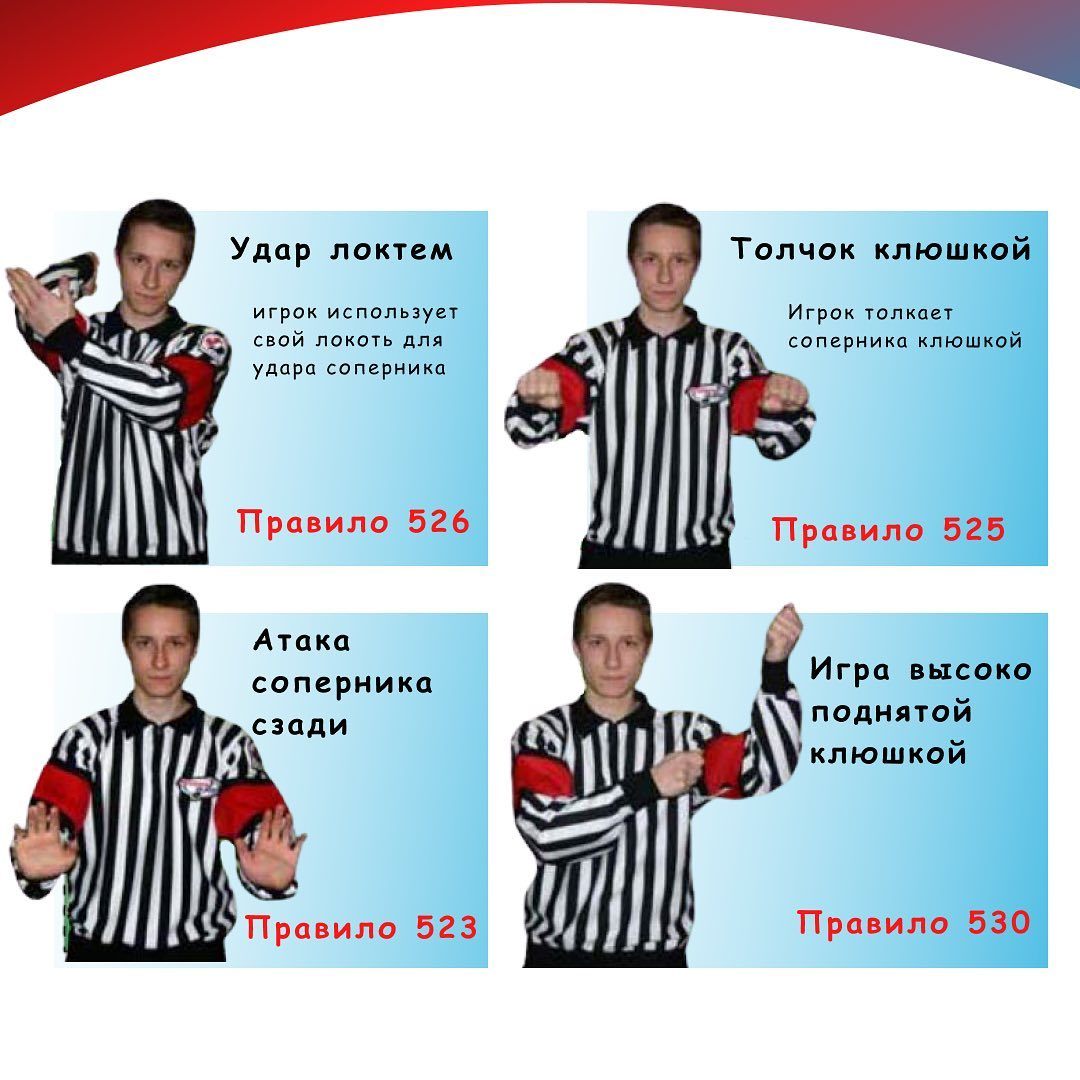 Удар локтем
игрок использует
свой локоть для
удара соперника
Правило 526
Толчок клюшкой
Игрок толкает
соперника клюшкой
Правило 525
Атака
соперника
сзади
Правило 523
Игра высоко
поднятой
клюшкой
Правило 530